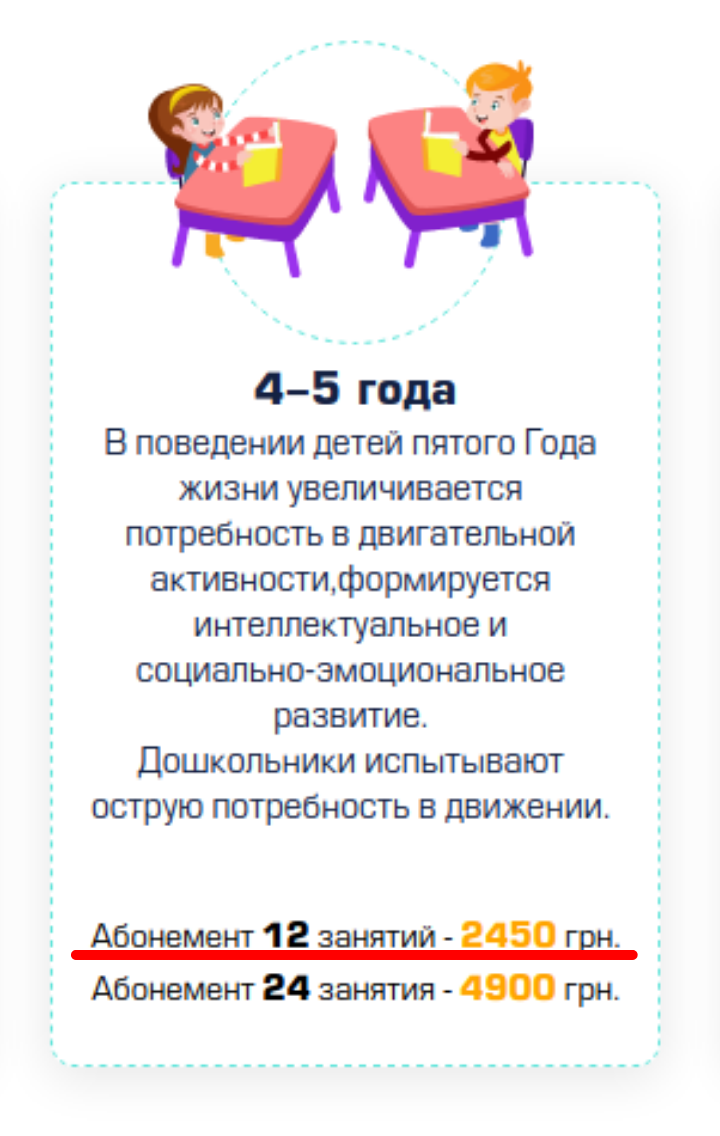 4–5 года
В поведении детей пятого Года
жизни увеличивается
потребность в двигательной
активности,формируется
интеллектуальное и
социально-эмоциональное
развитие.
Дошкольники испытывают
острую потребность в движении.
Абонемент 12 занятий - 2450 грн.
Абонемент 24 занятия - 4900 грн.